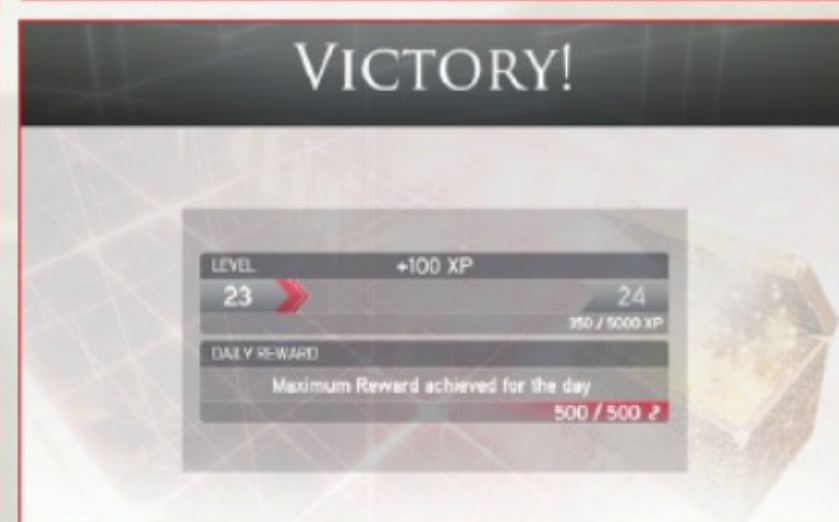 VICTORY!
LEVEL +100 XP
23 24
350 / 5000 XP
DAILY REWARD
Maximum Reward achieved for the day
500 / 500